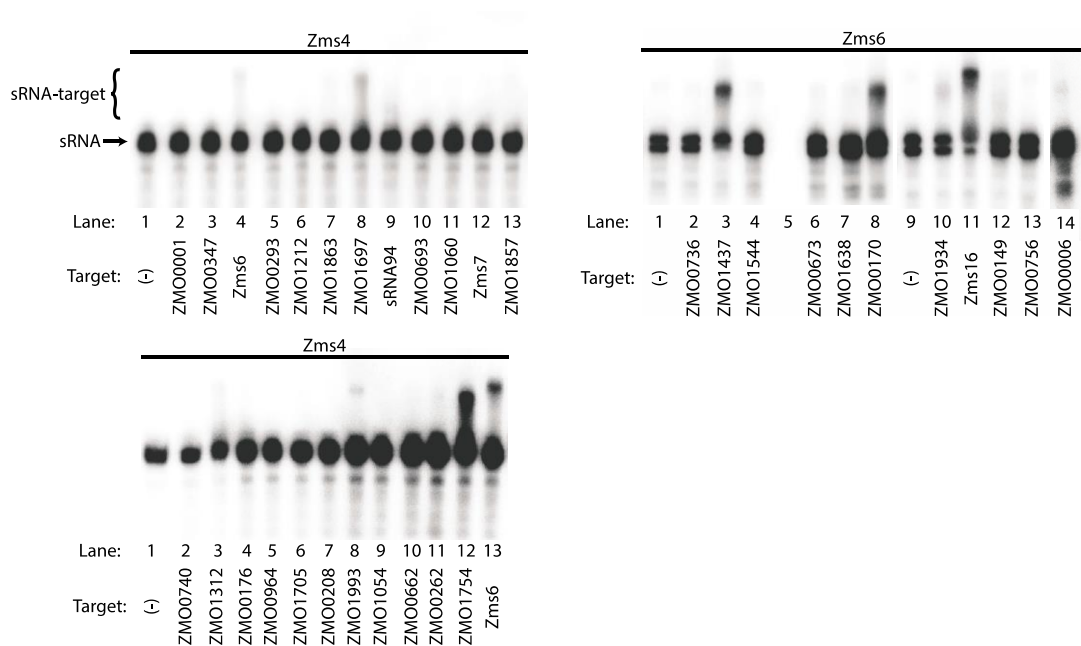 Zms4
sRNA-target
sRNA
Lane: 1 2 3 4 5 6 7 8 9 10 11 12 13
Target: (-) ZMO0001 ZMO0347 Zms6 ZMO0293 ZMO1212 ZMO1863 ZMO1697 sRNA94 ZMO0693 ZMO1060 Zms7 ZMO1857
Zms6
Lane: 1 2 3 4 5 6 7 8 9 10 11 12 13 14
Target: (-) ZMO0736 ZMO1437 ZMO1544 ZMO0673 ZMO1638 ZMO0170 (-) ZMO1934 Zms16 ZMO0149 ZMO0756 ZMO0006
Zms4
Lane: 1 2 3 4 5 6 7 8 9 10 11 12 13
Target: (-) ZMO0740 ZMO1312 ZMO0176 ZMO0964 ZMO1705 ZMO0208 ZMO1993 ZMO1054 ZMO0662 ZMO0262 ZMO1754 Zms6